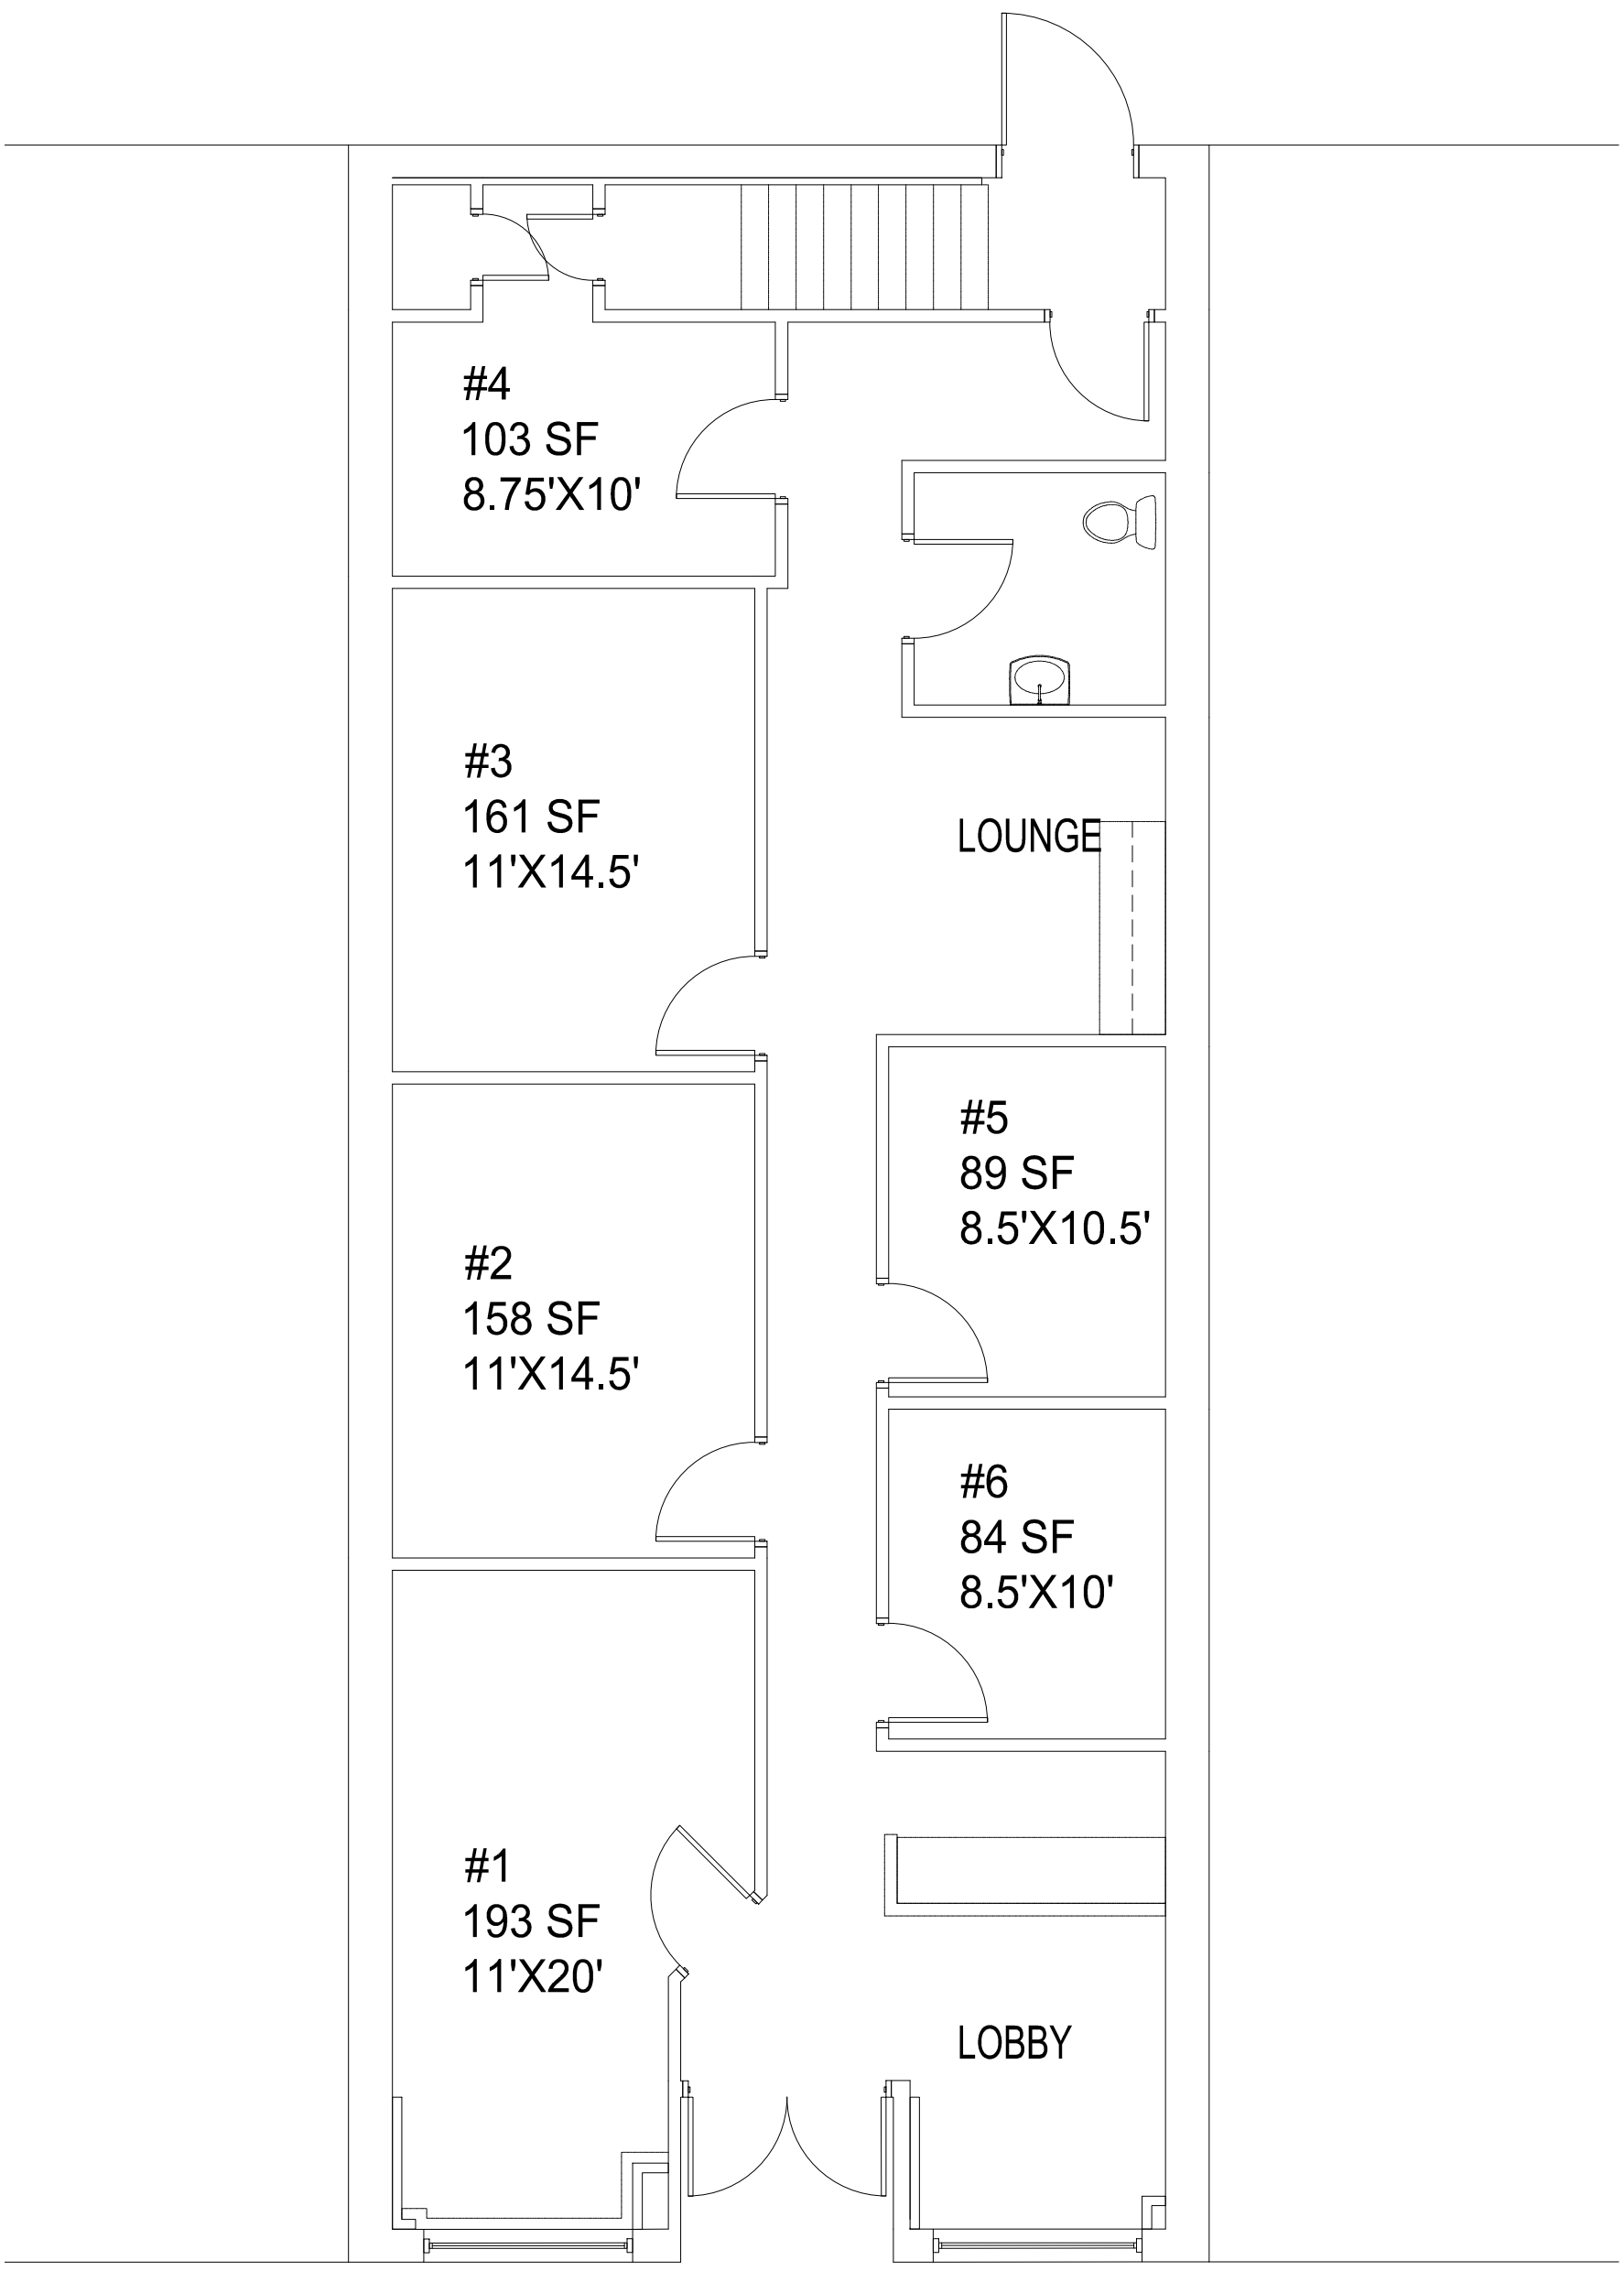 #4
103 SF
8.75'X10'
#3
161 SF
11'X14.5'
LOUNGE
#5
89 SF
8.5'X10.5'
#2
158 SF
11'X14.5'
#6
84 SF
8.5'X10'
#1
193 SF
11'X20'
LOBBY